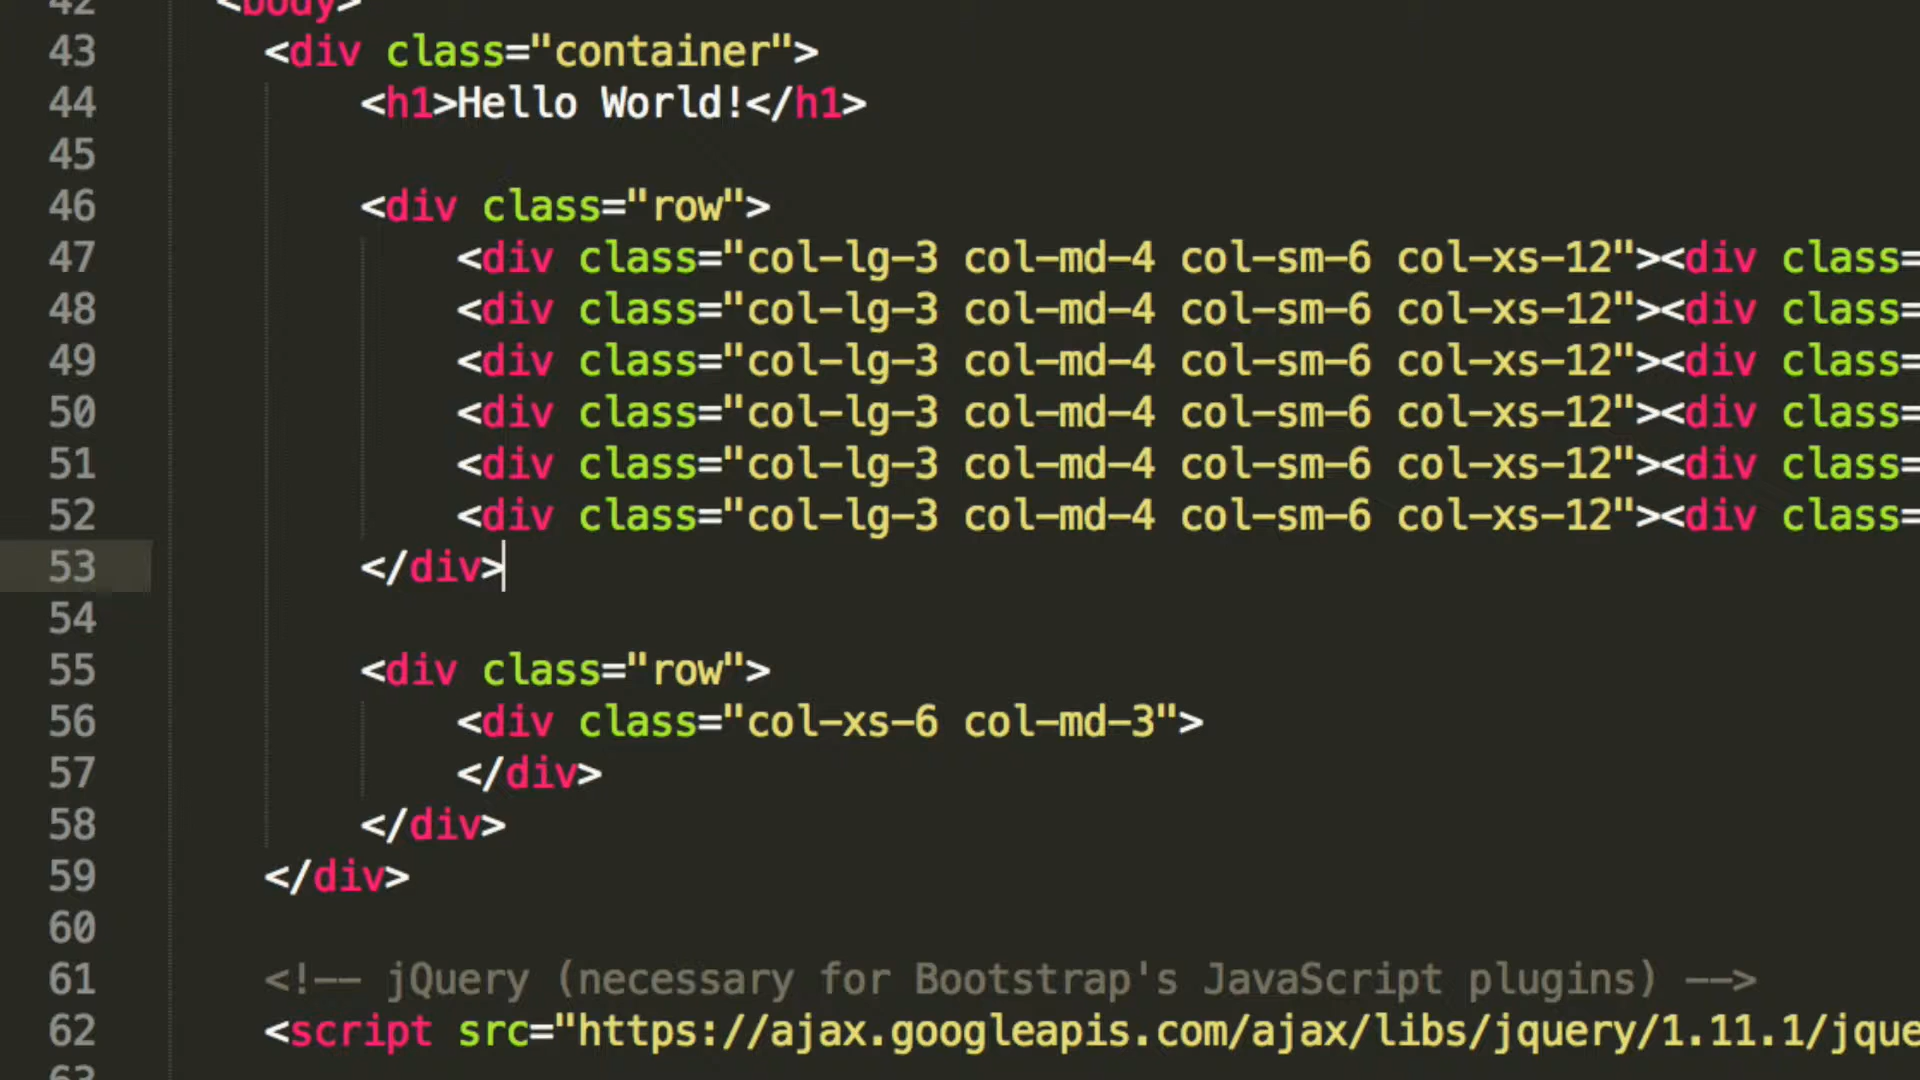 42 <body>
43 <div class="container">
44 <h1>Hello World!</h1>
45
46 <div class="row">
47 <div class="col-lg-3 col-md-4 col-sm-6 col-xs-12"><div class=
48 <div class="col-lg-3 col-md-4 col-sm-6 col-xs-12"><div class=
49 <div class="col-lg-3 col-md-4 col-sm-6 col-xs-12"><div class=
50 <div class="col-lg-3 col-md-4 col-sm-6 col-xs-12"><div class=
51 <div class="col-lg-3 col-md-4 col-sm-6 col-xs-12"><div class=
52 <div class="col-lg-3 col-md-4 col-sm-6 col-xs-12"><div class=
53 </div>
54
55 <div class="row">
56 <div class="col-xs-6 col-md-3">
57 </div>
58 </div>
59 </div>
60
61 <!-- jQuery (necessary for Bootstrap's JavaScript plugins) -->
62 <script src="https://ajax.googleapis.com/ajax/libs/jquery/1.11.1/jque
63